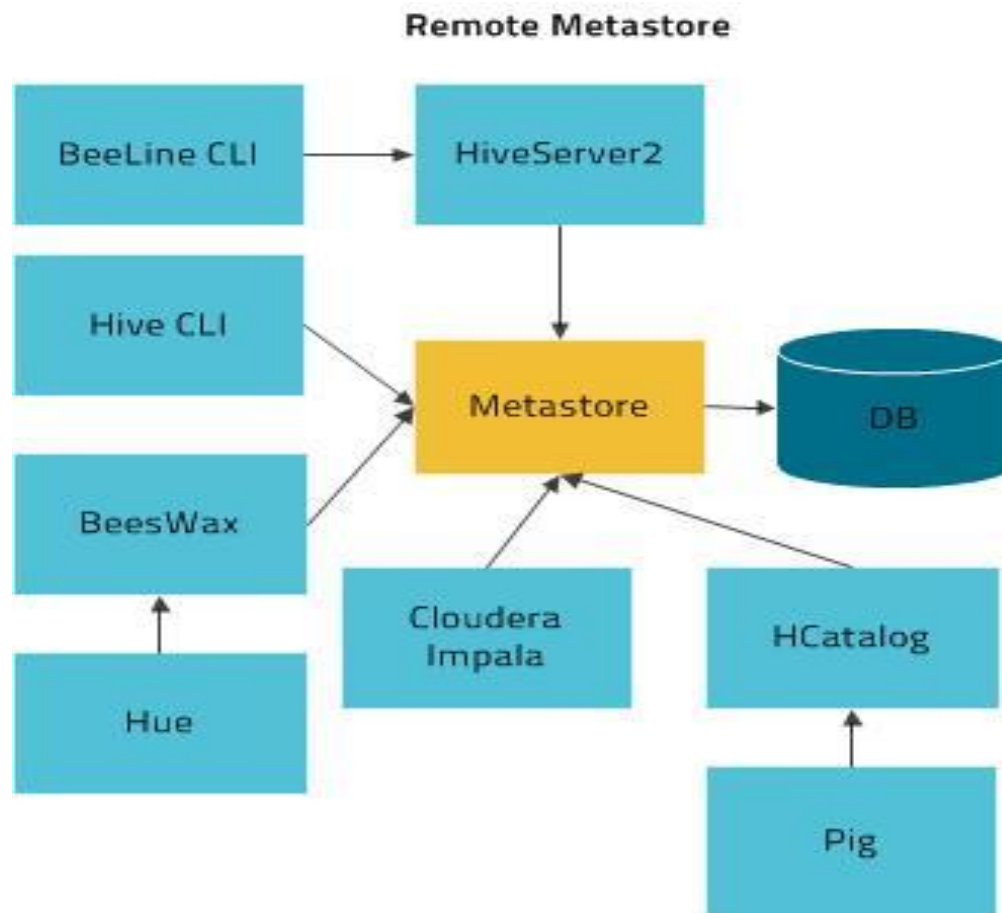 Remote Metastore
BeeLine CLI
HiveServer2
Hive CLI
Metastore
DB
BeesWax
Cloudera
Impala
HCatalog
Hue
Pig